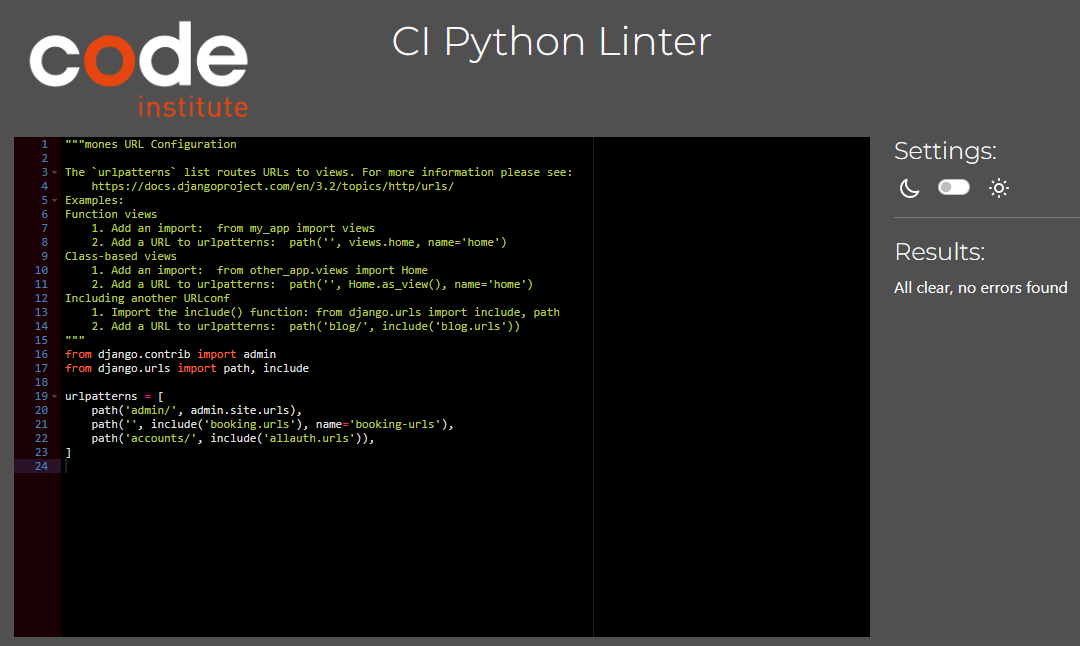 code
institute
CI Python Linter
1 """mones URL Configuration
2
3 The `urlpatterns` list routes URLs to views. For more information please see:
4     https://docs.djangoproject.com/en/3.2/topics/http/urls/
5 Examples:
6 Function views
7     1. Add an import:  from my_app import views
8     2. Add a URL to urlpatterns:  path('', views.home, name='home')
9 Class-based views
10     1. Add an import:  from other_app.views import Home
11     2. Add a URL to urlpatterns:  path('', Home.as_view(), name='home')
12 Including another URLconf
13     1. Import the include() function: from django.urls import include, path
14     2. Add a URL to urlpatterns:  path('blog/', include('blog.urls'))
15 """
16 from django.contrib import admin
17 from django.urls import path, include
18
19 urlpatterns = [
20     path('admin/', admin.site.urls),
21     path('', include('booking.urls'), name='booking-urls'),
22     path('accounts/', include('allauth.urls')),
23 ]
24
Settings:
Results:
All clear, no errors found